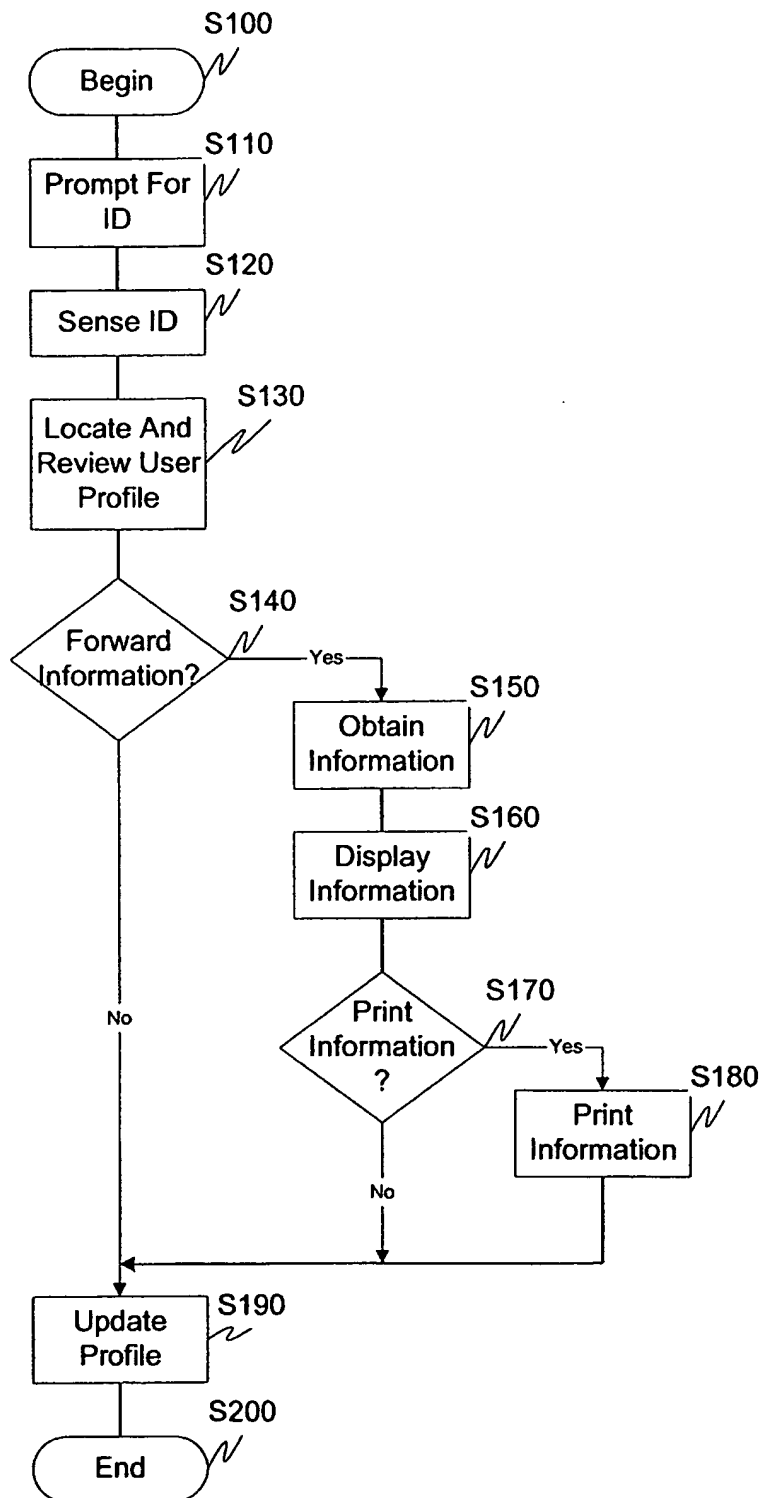 S100
Begin
S110
Prompt For
ID
S120
Sense ID
S130
Locate And
Review User
Profile
S140
Forward
Information?
Yes
S150
Obtain
Information
S160
Display
Information
S170
Print
Information
?
Yes
No
S180
Print
Information
No
S190
Update
Profile
S200
End